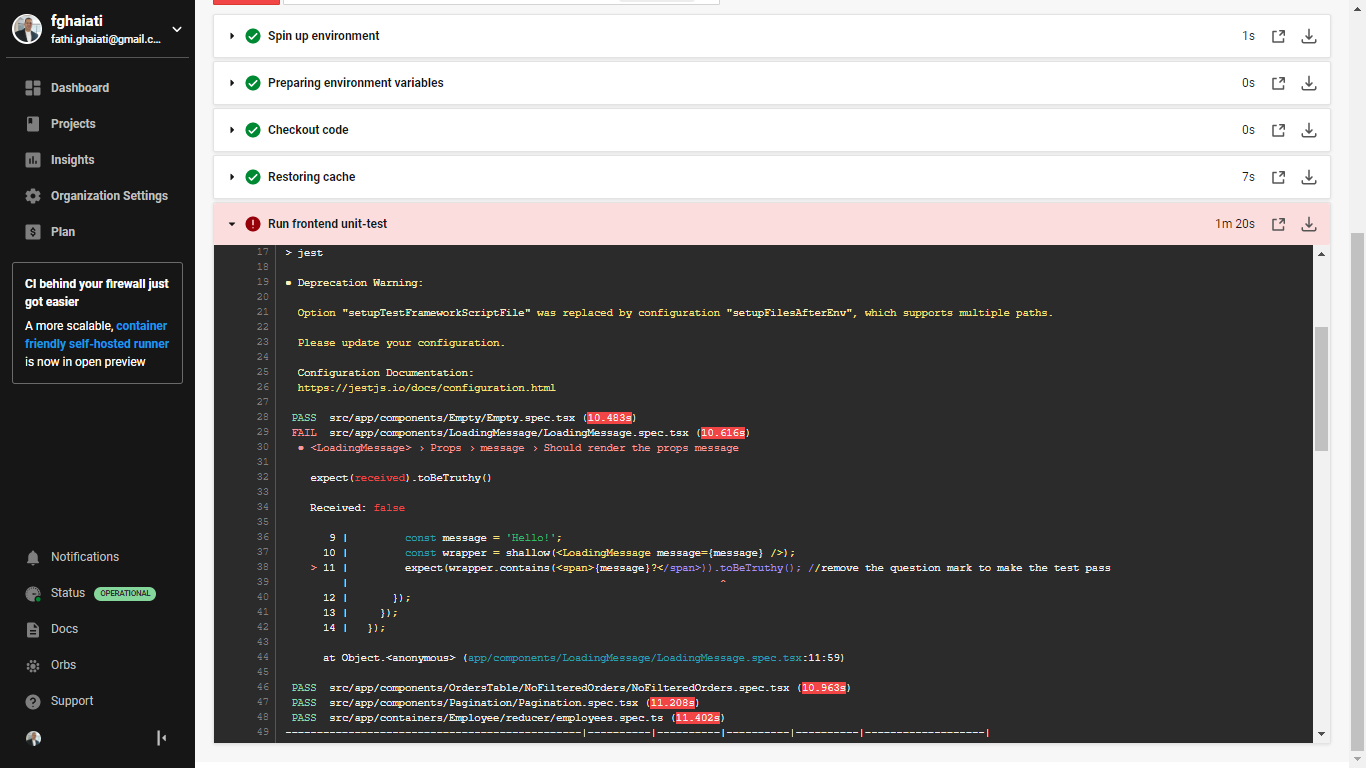 fghaiati
fathi.ghaiati@gmail.c...
Dashboard
Projects
Insights
Organization Settings
Plan
CI behind your firewall just
got easier
A more scalable, container
friendly self-hosted runner
is now in open preview
Notifications
Status OPERATIONAL
Docs
Orbs
Support
Spin up environment 1s
Preparing environment variables 0s
Checkout code 0s
Restoring cache 7s
Run frontend unit-test 1m 20s
17 > jest
18
19 ● Deprecation Warning:
20
21 Option "setupTestFrameworkScriptFile" was replaced by configuration "setupFilesAfterEnv", which supports multiple paths.
22
23 Please update your configuration.
24
25 Configuration Documentation:
26 https://jestjs.io/docs/configuration.html
27
28 PASS src/app/components/Empty/Empty.spec.tsx (10.483s)
29 FAIL src/app/components/LoadingMessage/LoadingMessage.spec.tsx (10.616s)
30 ● <LoadingMessage> › Props › message › Should render the props message
31
32 expect(received).toBeTruthy()
33
34 Received: false
35
36 9 | const message = 'Hello!';
37 10 | const wrapper = shallow(<LoadingMessage message={message} />);
38 > 11 | expect(wrapper.contains(<span>{message}?</span>)).toBeTruthy(); //remove the question mark to make the test pass
39 | ^
40 12 | });
41 13 | });
42 14 | });
43
44 at Object.<anonymous> (app/components/LoadingMessage/LoadingMessage.spec.tsx:11:59)
45
46 PASS src/app/components/OrdersTable/NoFilteredOrders/NoFilteredOrders.spec.tsx (10.963s)
47 PASS src/app/components/Pagination/Pagination.spec.tsx (11.208s)
48 PASS src/app/containers/Employee/reducer/employees.spec.ts (11.402s)
49 -----------------------------------------------|----------|----------|----------|----------|-------------------|